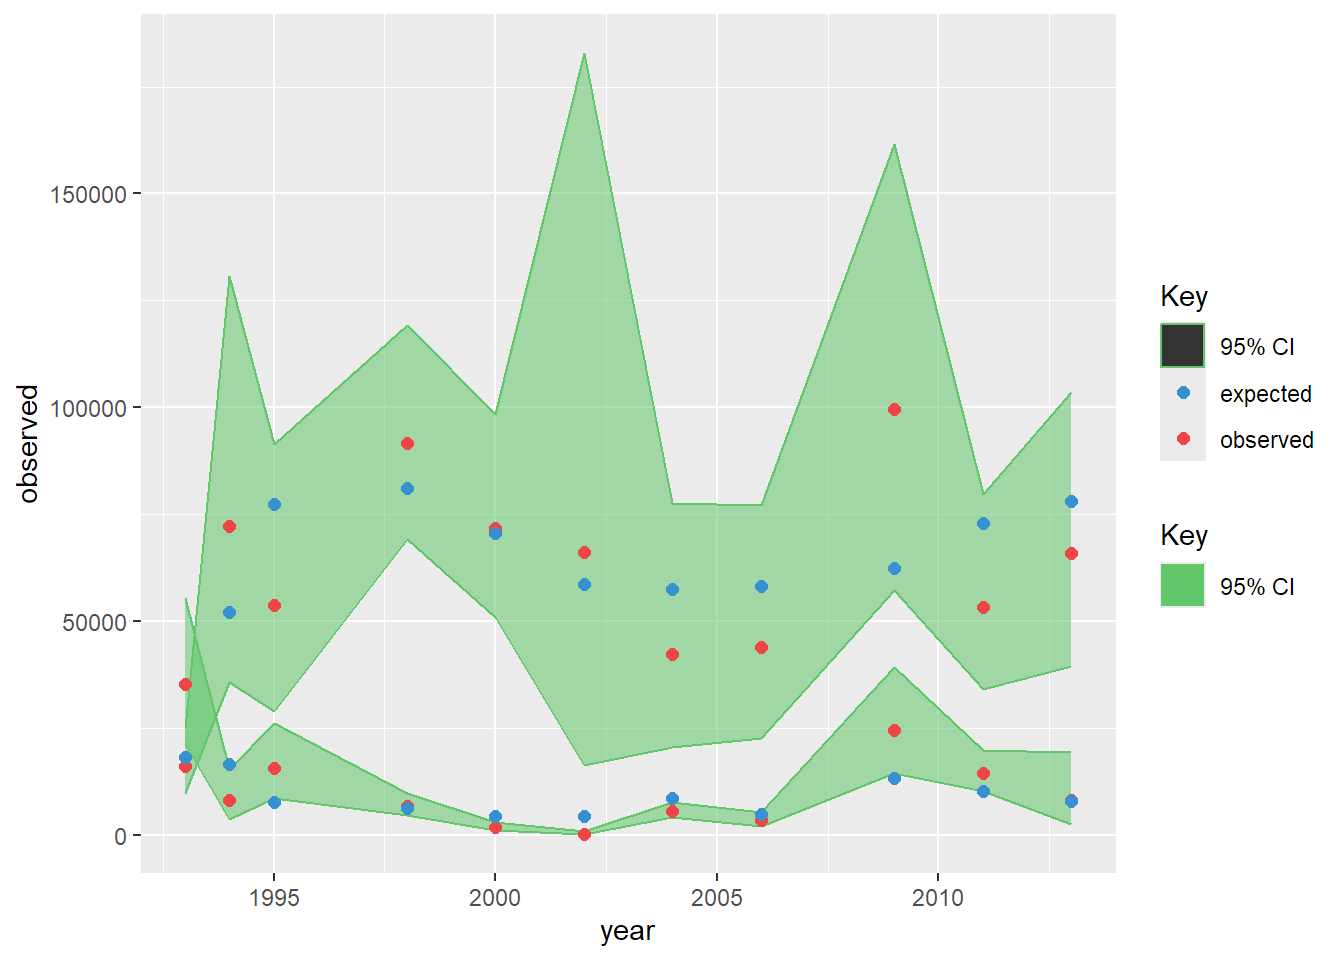 150000
100000
50000
0
observed
1995 2000 2005 2010
year
Key
95% CI
expected
observed
Key
95% CI